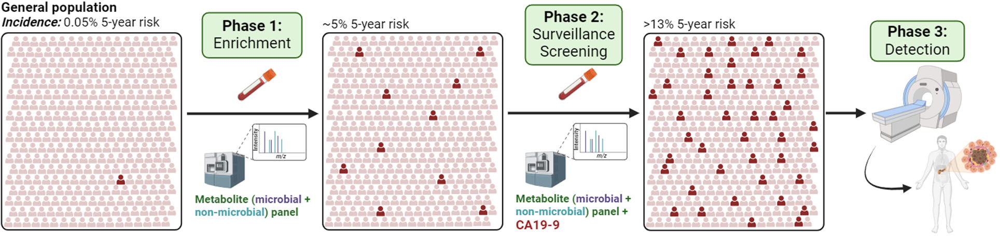 General population
Incidence: 0.05% 5-year risk
Phase 1:
Enrichment
Intensity
m/z
Metabolite (microbial +
non-microbial) panel
~5% 5-year risk
Phase 2:
Surveillance
Screening
Intensity
m/z
Metabolite (microbial +
non-microbial) panel +
CA19-9
>13% 5-year risk
Phase 3:
Detection